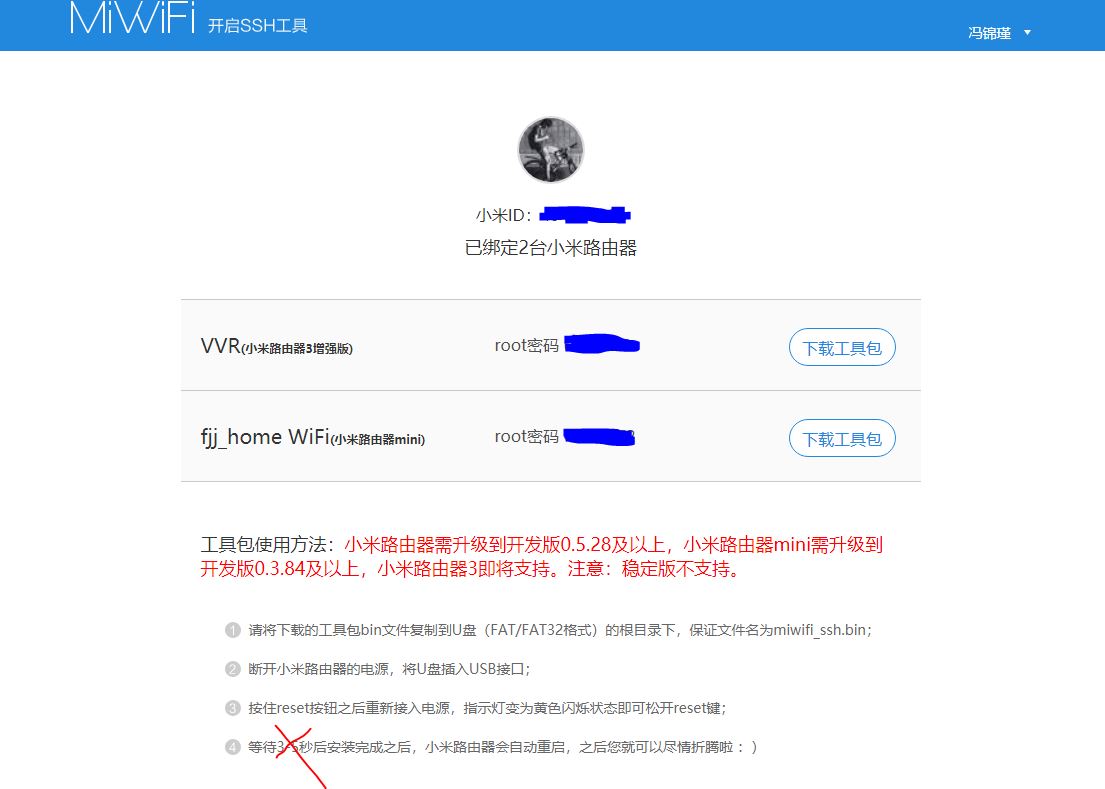 MiWiFi 开启SSH工具
冯锦瑾
小米ID:
已绑定2台小米路由器
VVR(小米路由器3增强版) root密码 下载工具包
fjj_home WiFi(小米路由器mini) root密码 下载工具包
工具包使用方法：小米路由器需升级到开发版0.5.28及以上，小米路由器mini需升级到
开发版0.3.84及以上，小米路由器3即将支持。注意：稳定版不支持。
1 请将下载的工具包bin文件复制到U盘（FAT/FAT32格式）的根目录下，保证文件名为miwifi_ssh.bin；
2 断开小米路由器的电源，将U盘插入USB接口；
3 按住reset按钮之后重新接入电源，指示灯变为黄色闪烁状态即可松开reset键；
4 等待3-5秒后安装完成之后，小米路由器会自动重启，之后您就可以尽情折腾啦：）